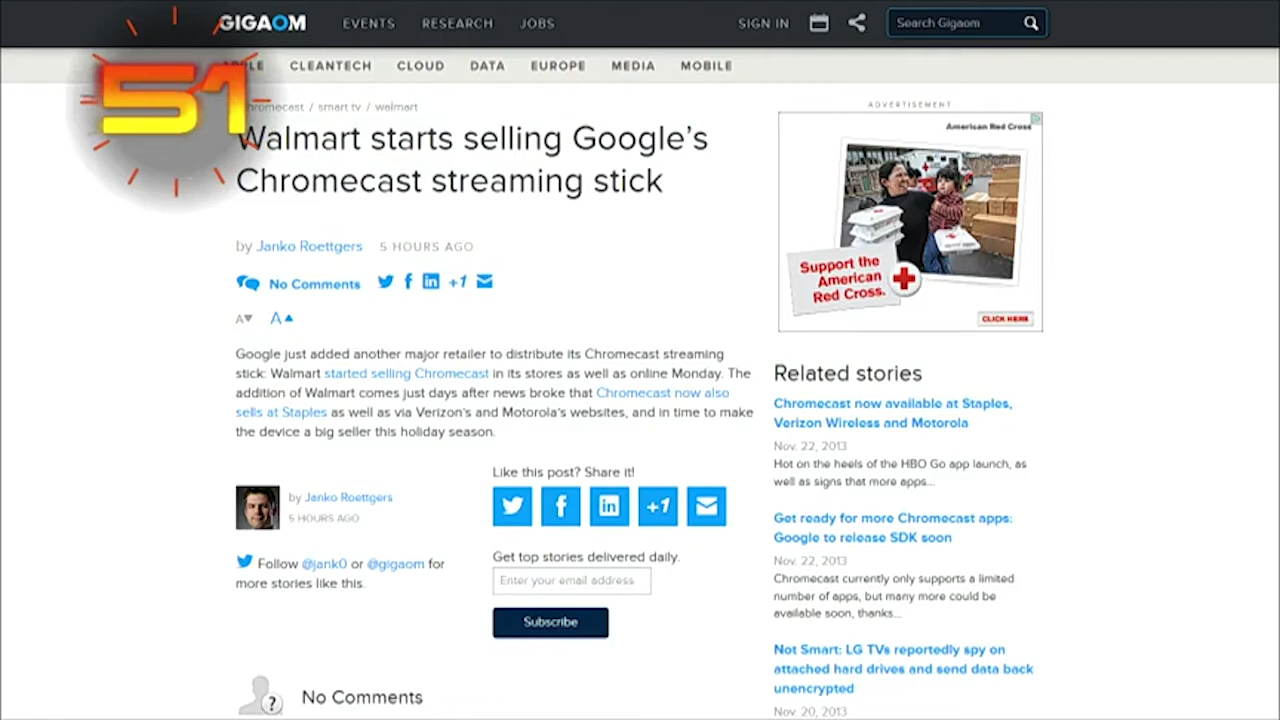 GIGAOM EVENTS RESEARCH JOBS SIGN IN Search Gigaom
51
APPLE CLEANTECH CLOUD DATA EUROPE MEDIA MOBILE
chromecast / smart tv / walmart
Walmart starts selling Google's
Chromecast streaming stick
by Janko Roettgers 5 HOURS AGO
No Comments +1
A A
Google just added another major retailer to distribute its Chromecast streaming
stick: Walmart started selling Chromecast in its stores as well as online Monday. The
addition of Walmart comes just days after news broke that Chromecast now also
sells at Staples as well as via Verizon's and Motorola's websites, and in time to make
the device a big seller this holiday season.
Like this post? Share it!
by Janko Roettgers
5 HOURS AGO
in +1
Follow @jank0 or @gigaom for
more stories like this.
Get top stories delivered daily.
Enter your email address
Subscribe
? No Comments
ADVERTISEMENT
American Red Cross
Support the
American
Red Cross.
CLICK HERE
Related stories
Chromecast now available at Staples,
Verizon Wireless and Motorola
Nov. 22, 2013
Hot on the heels of the HBO Go app launch, as
well as signs that more apps...
Get ready for more Chromecast apps:
Google to release SDK soon
Nov. 22, 2013
Chromecast currently only supports a limited
number of apps, but many more could be
available soon, thanks...
Not Smart: LG TVs reportedly spy on
attached hard drives and send data back
unencrypted
Nov. 20, 2013